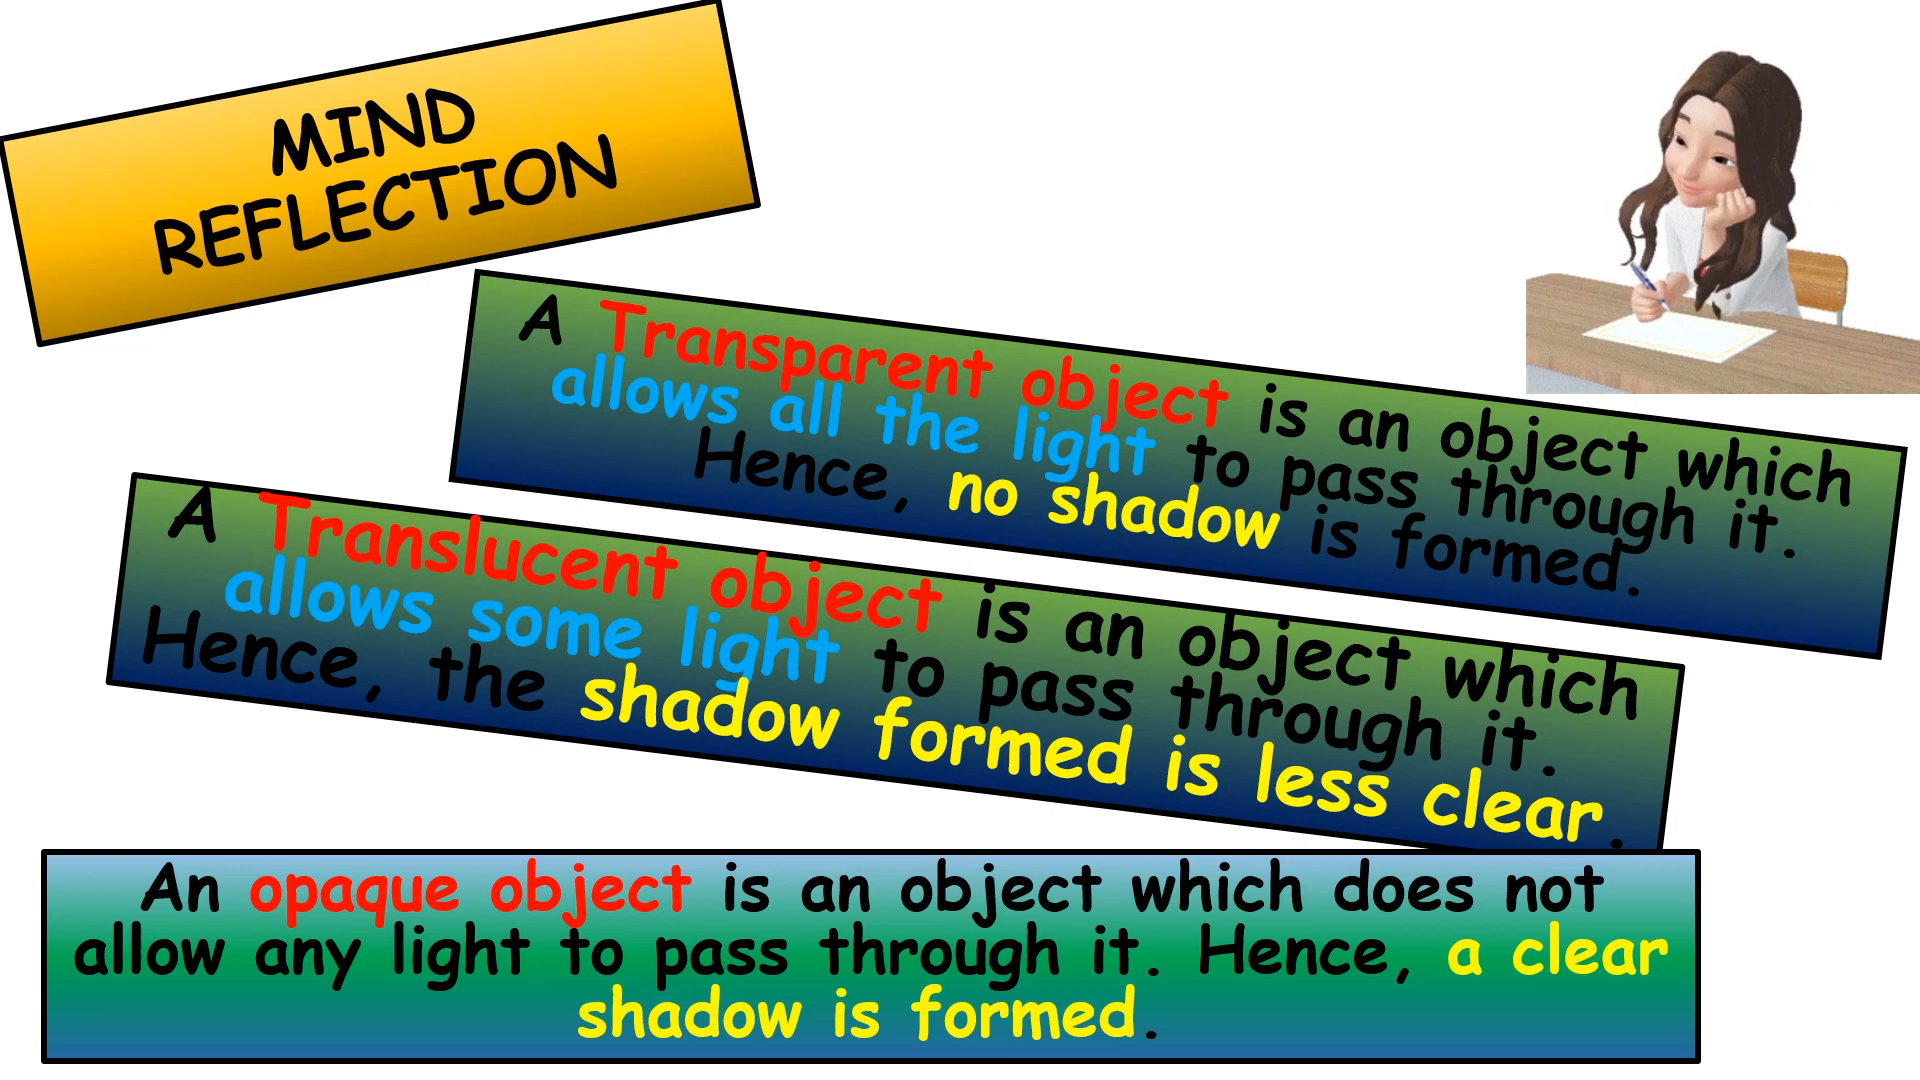 MIND
REFLECTION
A Transparent object is an object which
allows all the light to pass through it.
Hence, no shadow is formed.
A Translucent object is an object which
allows some light to pass through it.
Hence, the shadow formed is less clear.
An opaque object is an object which does not
allow any light to pass through it. Hence, a clear
shadow is formed.